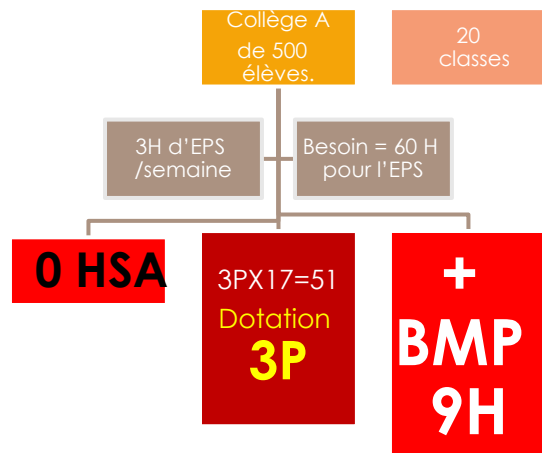 Collège A
de 500
élèves.
20
classes
3H d’EPS
/semaine
Besoin = 60 H
pour l’EPS
0 HSA
3PX17=51
Dotation
3P
+
BMP
9H